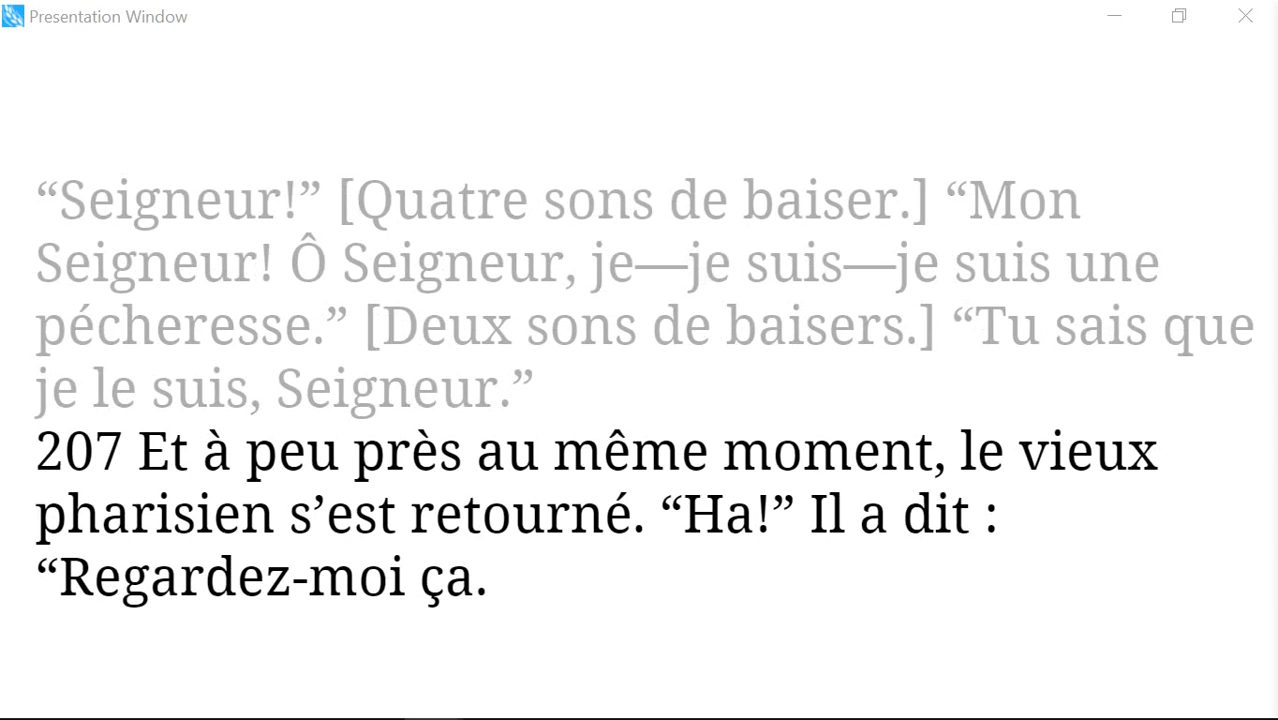 Presentation Window
“Seigneur!” [Quatre sons de baiser.] “Mon
Seigneur! Ô Seigneur, je—je suis—je suis une
pécheresse.” [Deux sons de baisers.] “Tu sais que
je le suis, Seigneur.”
207 Et à peu près au même moment, le vieux
pharisien s’est retourné. “Ha!” Il a dit :
“Regardez-moi ça.